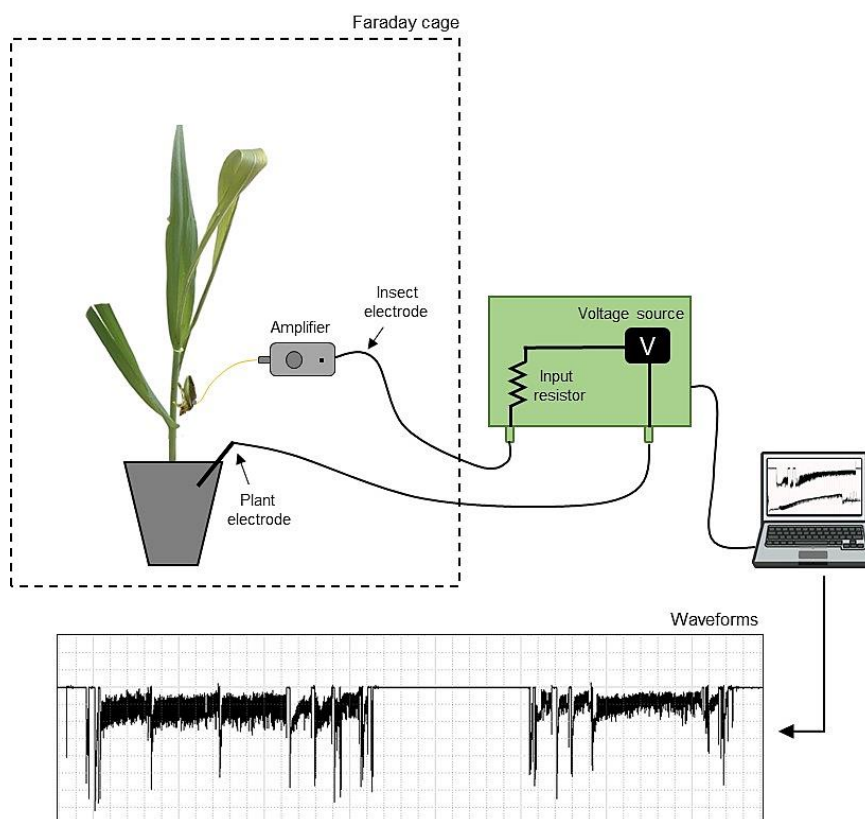 Faraday cage
Insect
electrode
Amplifier
Voltage source
V
Input
resistor
Plant
electrode
Waveforms